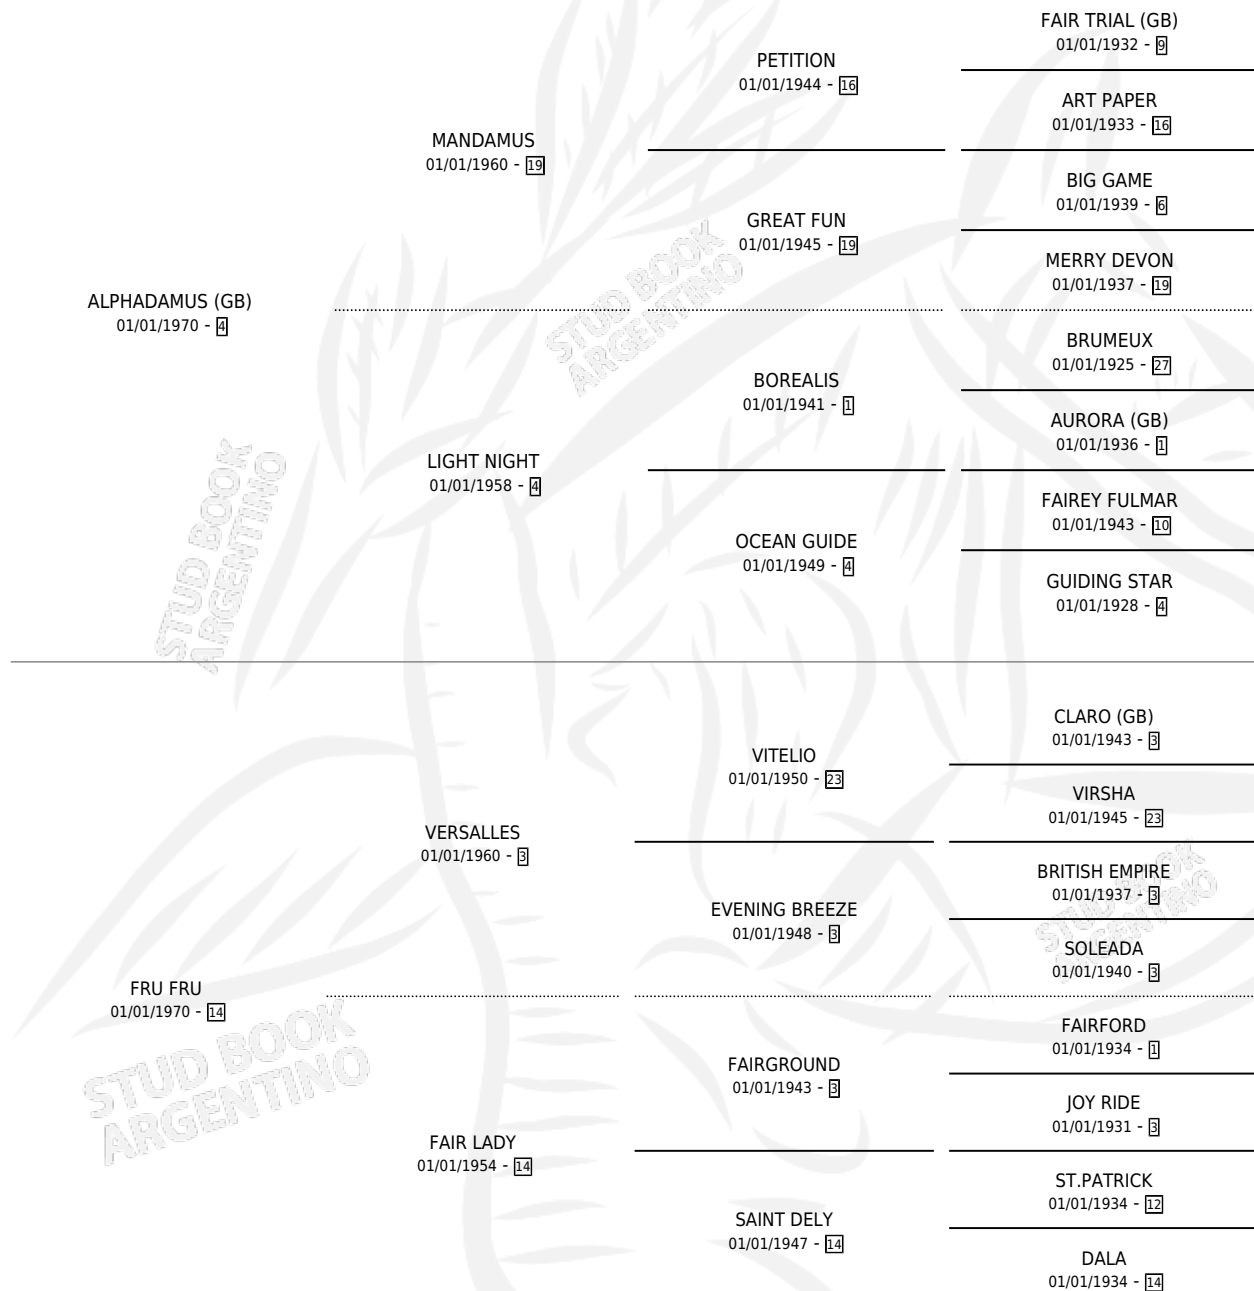 FAIR TRIAL (GB)
01/01/1932 - 9
PETITION
01/01/1944 - 16
ART PAPER
01/01/1933 - 16
MANDAMUS
01/01/1960 - 19
BIG GAME
01/01/1939 - 6
GREAT FUN
01/01/1945 - 19
MERRY DEVON
01/01/1937 - 19
ALPHADAMUS (GB)
01/01/1970 - 4
BRUMEUX
01/01/1925 - 27
BOREALIS
01/01/1941 - 1
AURORA (GB)
01/01/1936 - 1
LIGHT NIGHT
01/01/1958 - 4
FAIREY FULMAR
01/01/1943 - 10
OCEAN GUIDE
01/01/1949 - 4
GUIDING STAR
01/01/1928 - 4
CLARO (GB)
01/01/1943 - 3
VITELIO
01/01/1950 - 23
VIRSHA
01/01/1945 - 23
VERSALLES
01/01/1960 - 3
BRITISH EMPIRE
01/01/1937 - 3
EVENING BREEZE
01/01/1948 - 3
SOLEADA
01/01/1940 - 3
FRU FRU
01/01/1970 - 14
FAIRFORD
01/01/1934 - 1
FAIRGROUND
01/01/1943 - 3
JOY RIDE
01/01/1931 - 3
FAIR LADY
01/01/1954 - 14
ST.PATRICK
01/01/1934 - 12
SAINT DELY
01/01/1947 - 14
DALA
01/01/1934 - 14
STUD BOOK
ARGENTINO
STUD BOOK
ARGENTINO
STUD BOOK
ARGENTINO
STUD BOOK
ARGENTINO